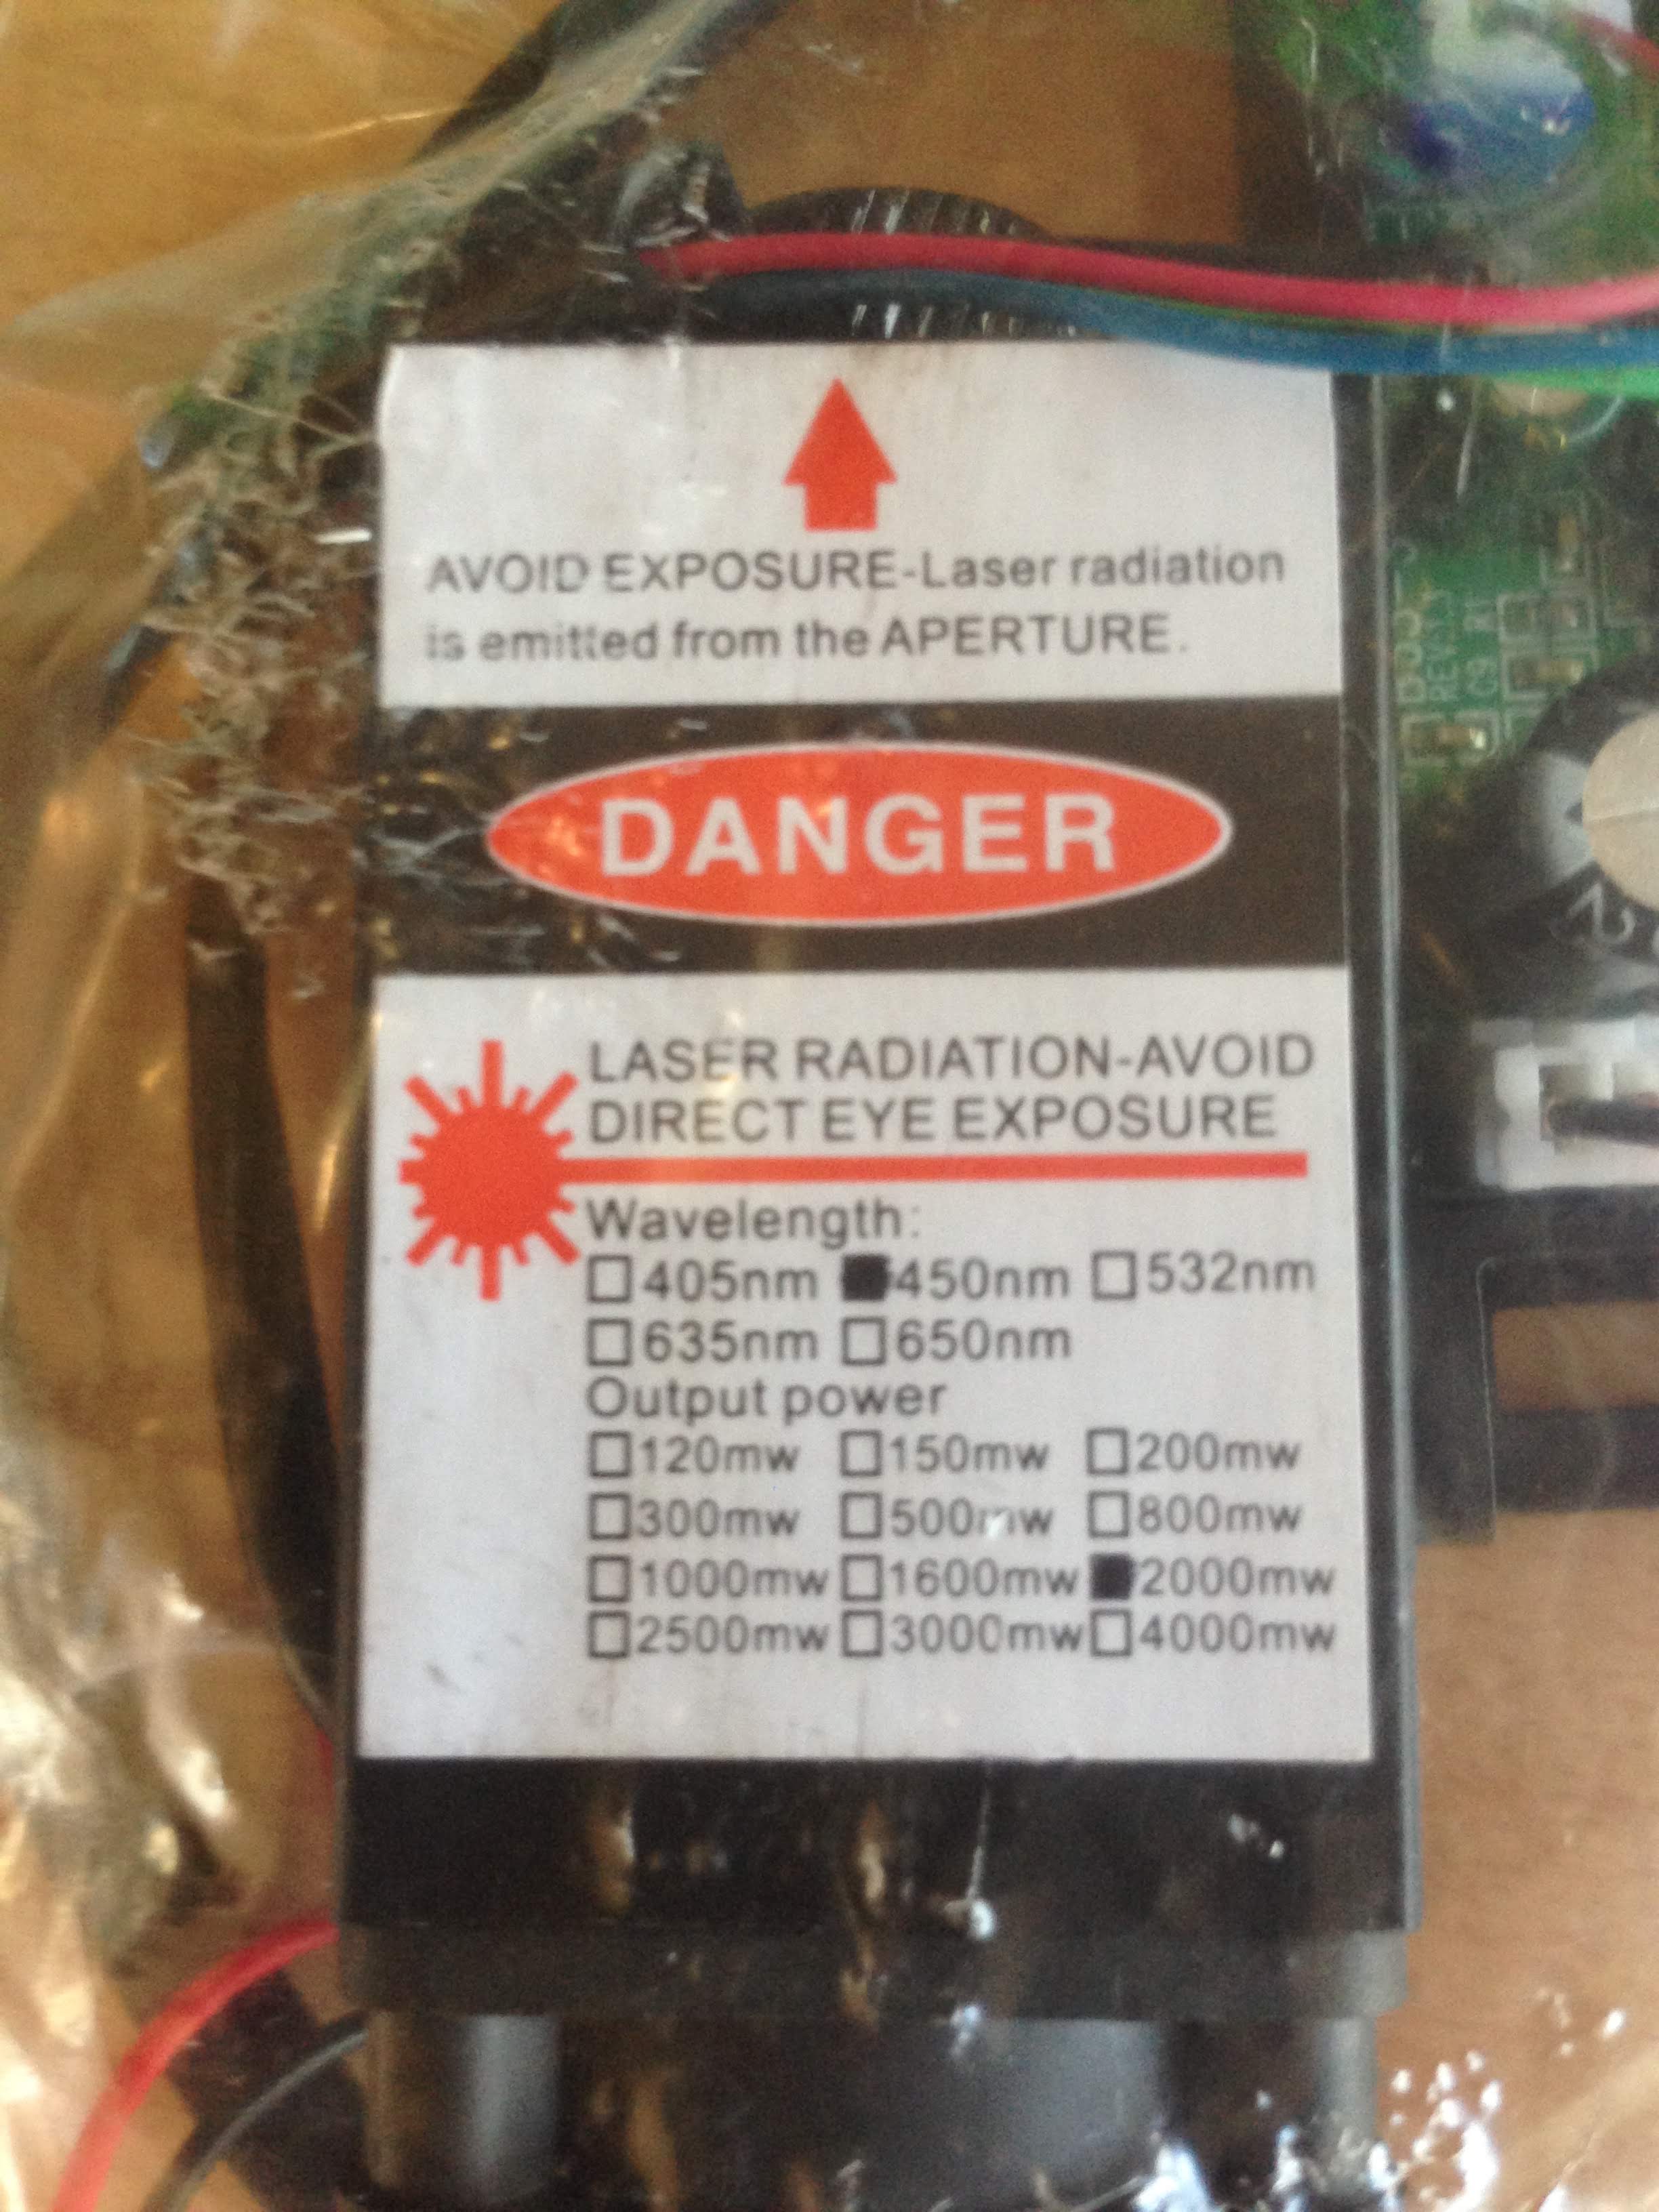 AVOID EXPOSURE-Laser radiation
is emitted from the APERTURE.
DANGER
LASER RADIATION-AVOID
DIRECT EYE EXPOSURE
Wavelength:
☐405nm ■450nm ☐532nm
☐635nm ☐650nm
Output power
☐120mw ☐150mw ☐200mw
☐300mw ☐500mw ☐800mw
☐1000mw ☐1600mw ■2000mw
☐2500mw ☐3000mw ☐4000mw